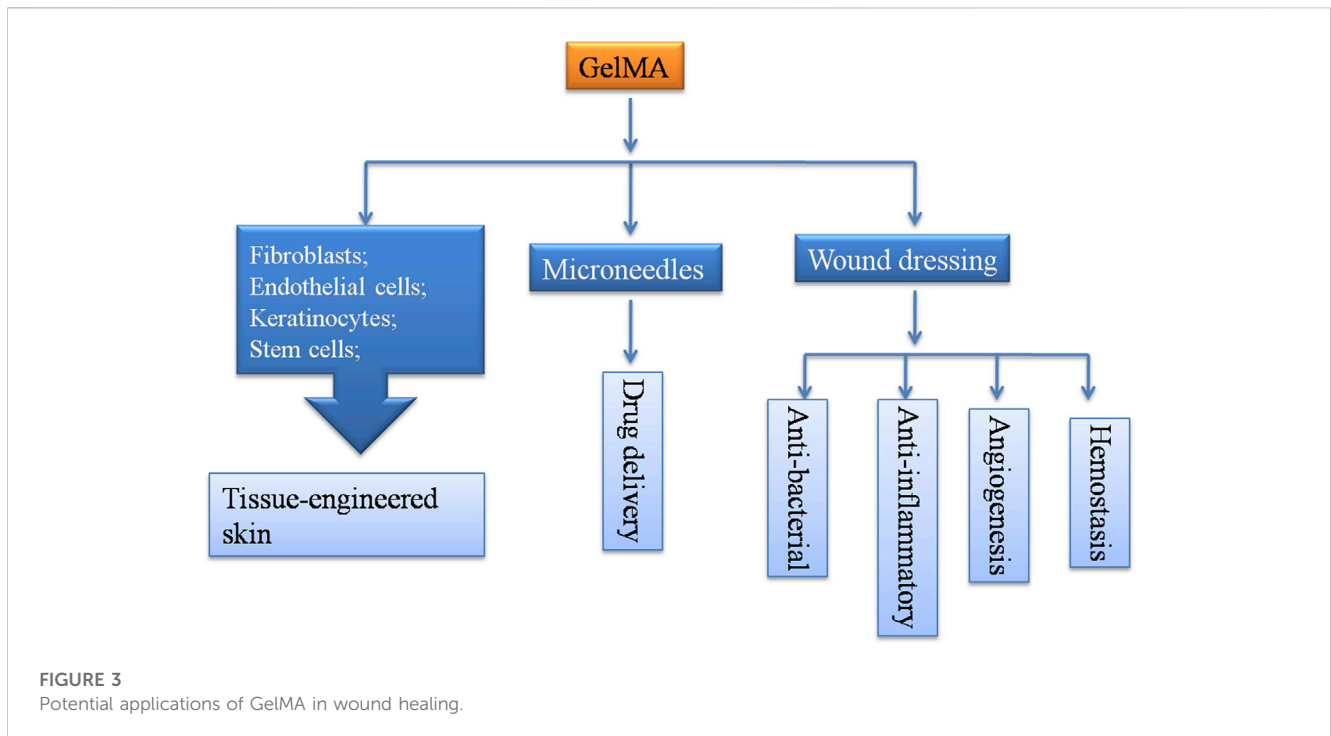 GelMA
Fibroblasts;
Endothelial cells;
Keratinocytes;
Stem cells;
Microneedles
Wound dressing
Tissue-engineered
skin
Drug delivery
Anti-bacterial
Anti-inflammatory
Angiogenesis
Hemostasis
FIGURE 3
Potential applications of GelMA in wound healing.